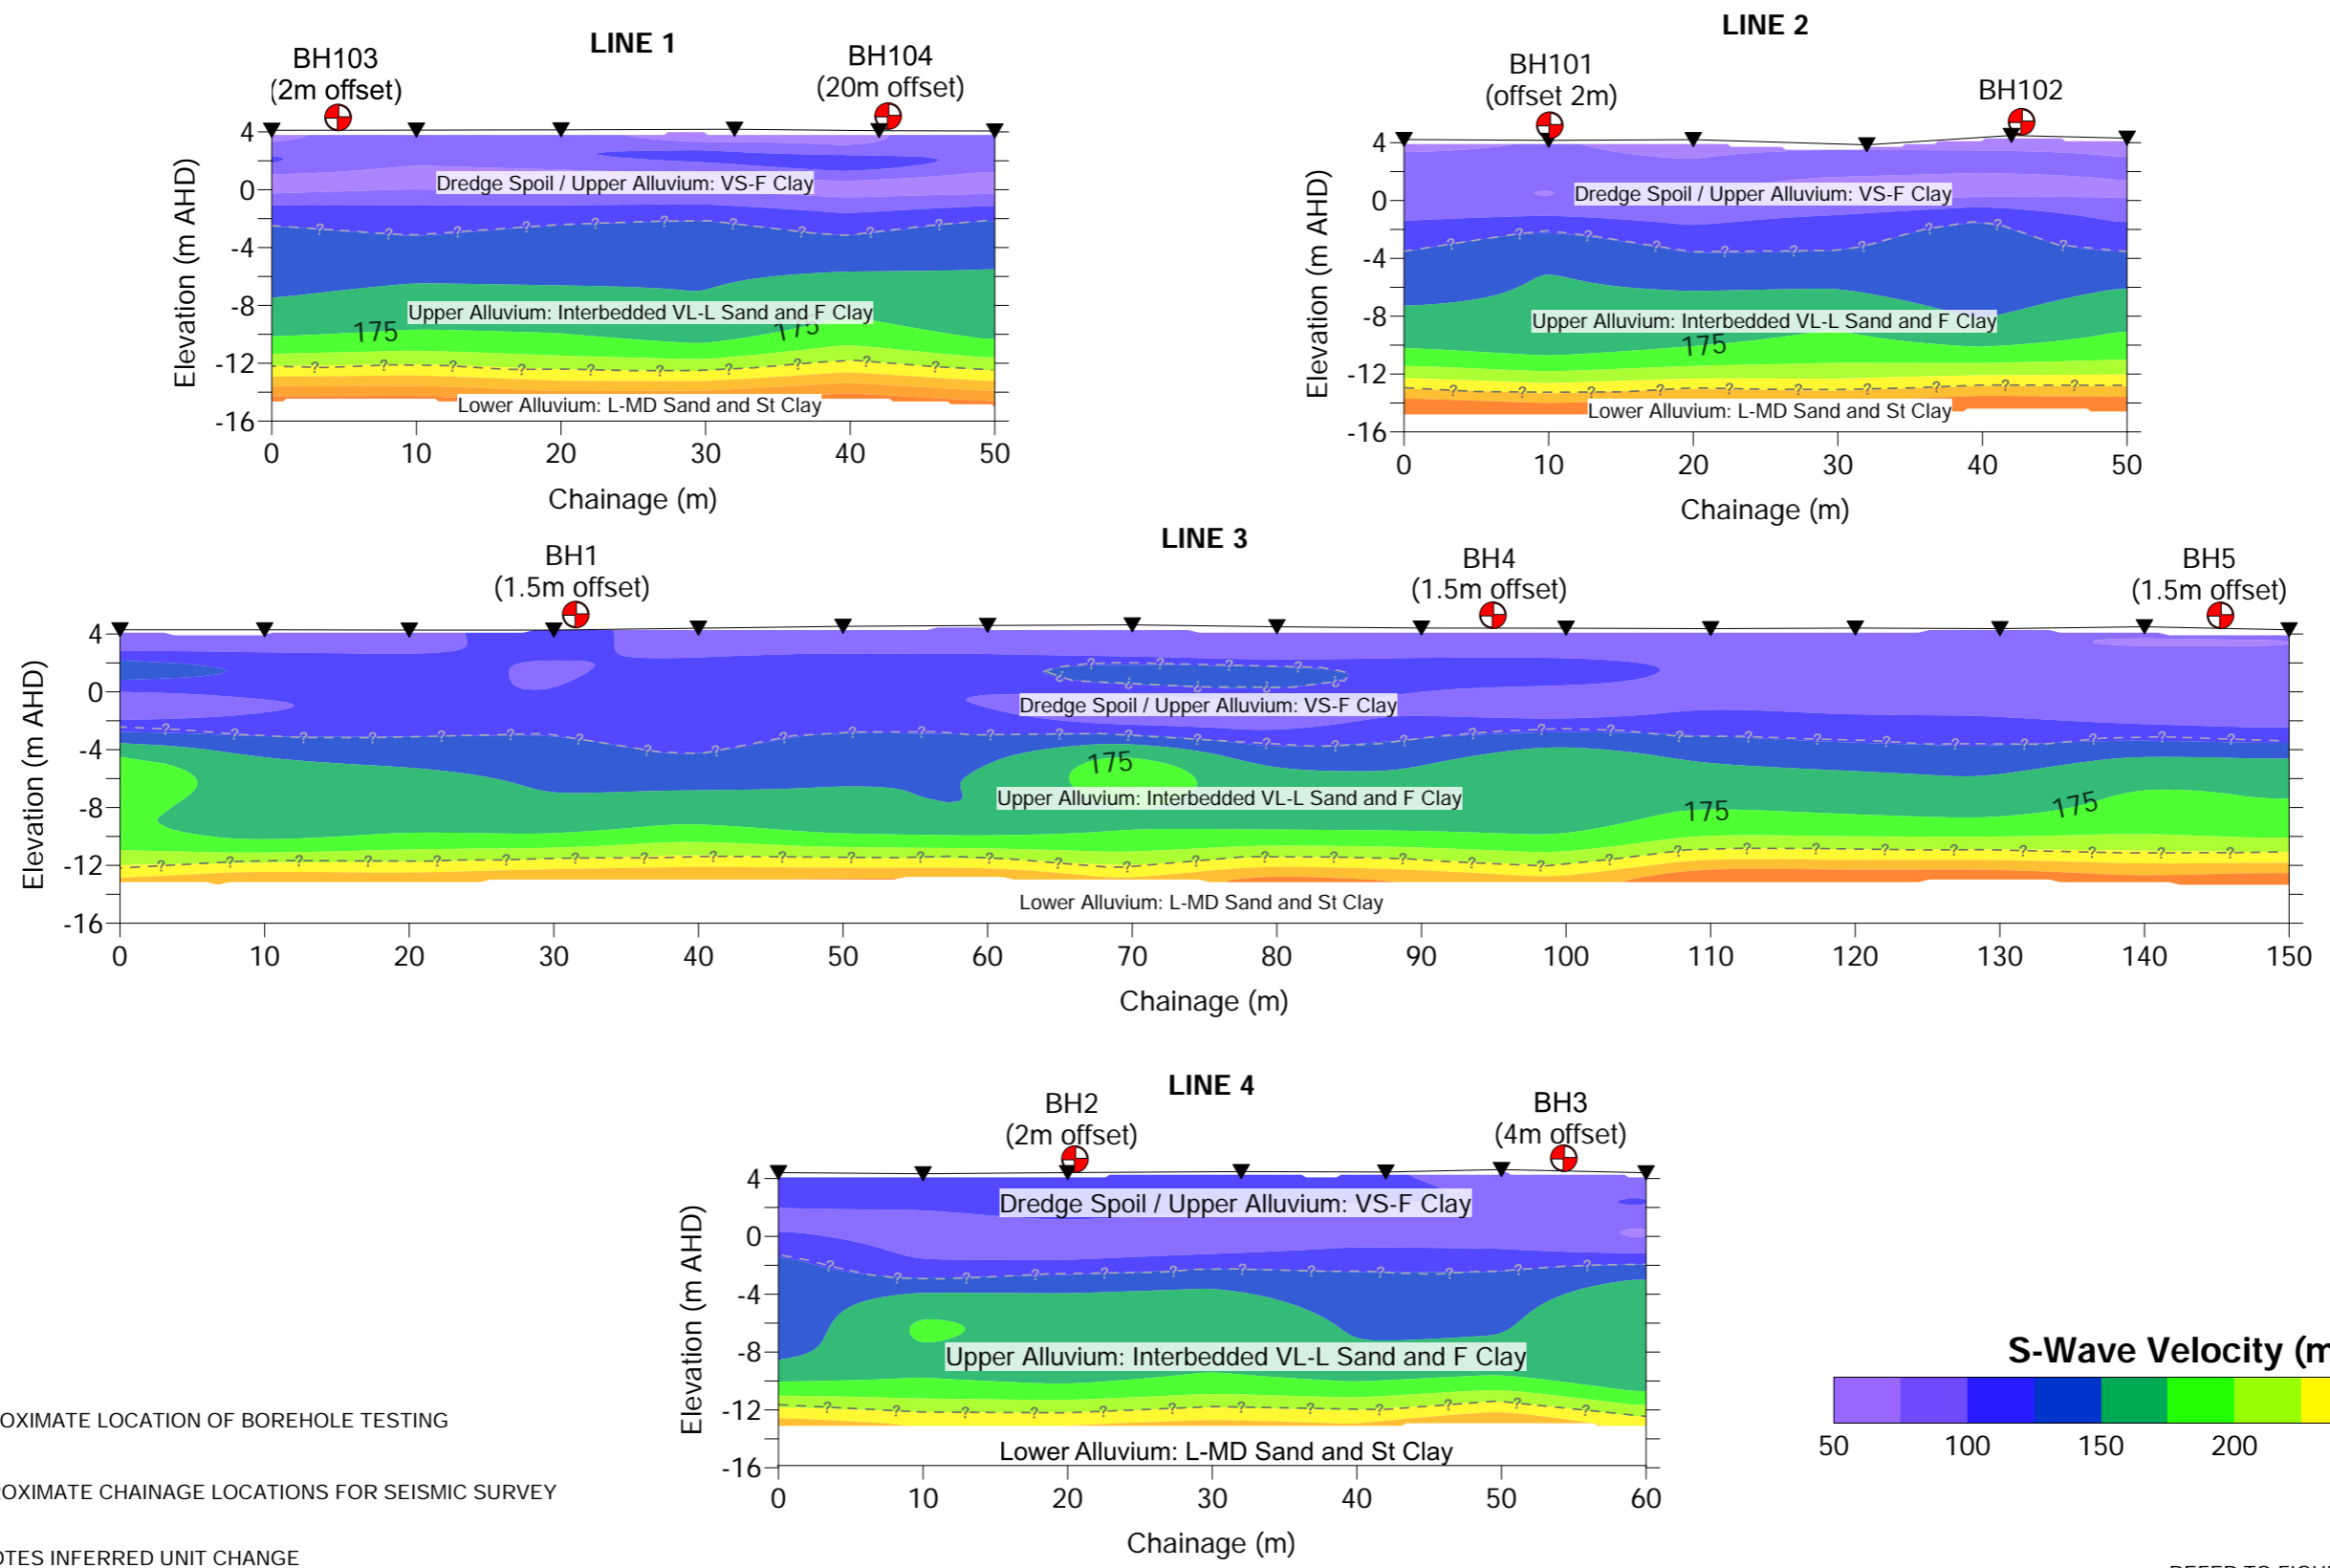 LINE 1
BH103
(2m offset)
BH104
(20m offset)
4
0
-4
-8
-12
-16
Elevation (m AHD)
Dredge Spoil / Upper Alluvium: VS-F Clay
Upper Alluvium: Interbedded VL-L Sand and F Clay
175
175
Lower Alluvium: L-MD Sand and St Clay
0 10 20 30 40 50
Chainage (m)
LINE 2
BH101
(offset 2m)
BH102
4
0
-4
-8
-12
-16
Elevation (m AHD)
Dredge Spoil / Upper Alluvium: VS-F Clay
Upper Alluvium: Interbedded VL-L Sand and F Clay
175
Lower Alluvium: L-MD Sand and St Clay
0 10 20 30 40 50
Chainage (m)
LINE 3
BH1
(1.5m offset)
BH4
(1.5m offset)
BH5
(1.5m offset)
4
0
-4
-8
-12
-16
Elevation (m AHD)
Dredge Spoil / Upper Alluvium: VS-F Clay
175
Upper Alluvium: Interbedded VL-L Sand and F Clay
175
175
Lower Alluvium: L-MD Sand and St Clay
0 10 20 30 40 50 60 70 80 90 100 110 120 130 140 150
Chainage (m)
LINE 4
BH2
(2m offset)
BH3
(4m offset)
4
0
-4
-8
-12
-16
Elevation (m AHD)
Dredge Spoil / Upper Alluvium: VS-F Clay
Upper Alluvium: Interbedded VL-L Sand and F Clay
Lower Alluvium: L-MD Sand and St Clay
0 10 20 30 40 50 60
Chainage (m)
S-Wave Velocity (m
50 100 150 200
OXIMATE LOCATION OF BOREHOLE TESTING
OXIMATE CHAINAGE LOCATIONS FOR SEISMIC SURVEY
OTES INFERRED UNIT CHANGE